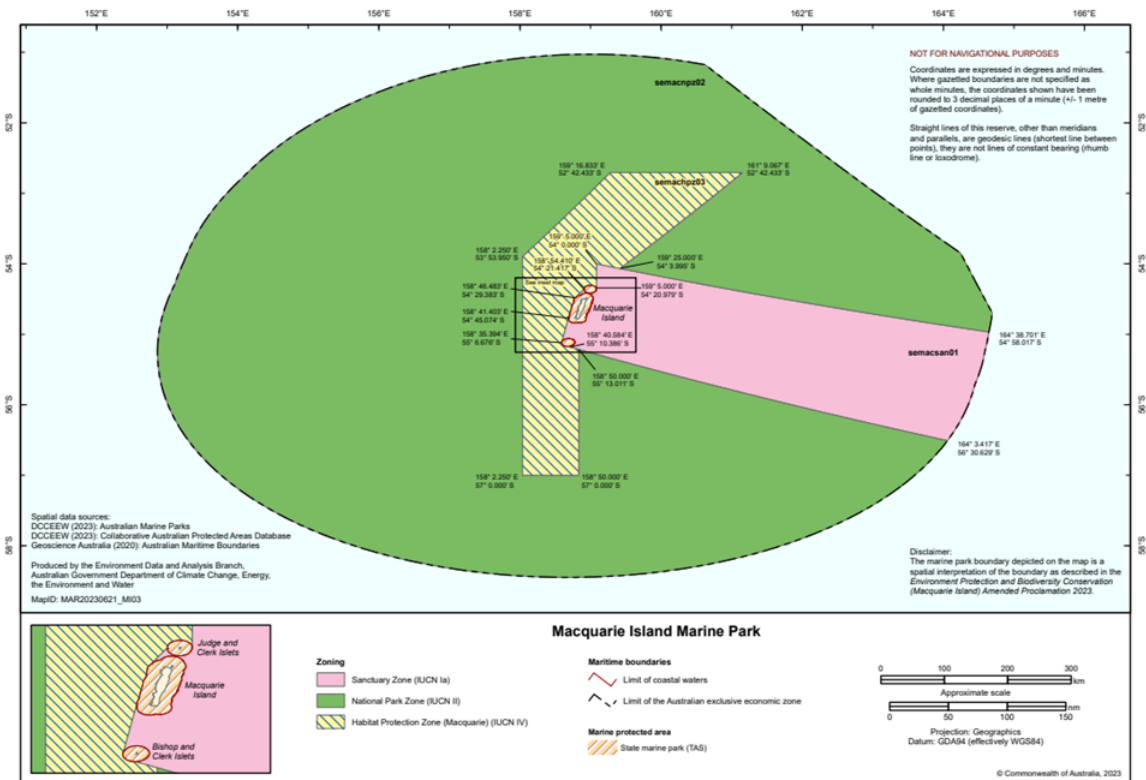 152°E
154°E
156°E
158°E
160°E
162°E
164°E
166°E
52°S
54°S
56°S
58°S
52°S
54°S
56°S
58°S
NOT FOR NAVIGATIONAL PURPOSES
Coordinates are expressed in degrees and minutes.
Where gazetted boundaries are not specified as
whole minutes, the coordinates shown have been
rounded to 3 decimal places of a minute (+/- 1 metre
of gazetted coordinates).
Straight lines of this reserve, other than meridians
and parallels, are geodesic lines (shortest line between
points), they are not lines of constant bearing (rhumb
line or loxodrome).
semacnpz02
159° 16.833' E
52° 42.433' S
161° 9.067' E
52° 42.433' S
semachpz03
159° 5.000' E
54° 0.000' S
158° 2.250' E
53° 53.950' S
158° 54.410' E
54° 21.417' S
159° 25.000' E
54° 3.995' S
See inset map
158° 46.483' E
54° 29.383' S
159° 5.000' E
54° 20.979' S
158° 41.403' E
54° 45.074' S
Macquarie
Island
158° 35.394' E
55° 6.676' S
158° 40.584' E
55° 10.386' S
164° 38.701' E
54° 58.017' S
semacsan01
158° 50.000' E
55° 13.011' S
164° 3.417' E
56° 30.629' S
158° 2.250' E
57° 0.000' S
158° 50.000' E
57° 0.000' S
Spatial data sources:
DCCEEW (2023): Australian Marine Parks
DCCEEW (2023): Collaborative Australian Protected Areas Database
Geoscience Australia (2020): Australian Maritime Boundaries
Produced by the Environment Data and Analysis Branch,
Australian Government Department of Climate Change, Energy,
the Environment and Water
MapID: MAR20230621_MI03
Disclaimer:
The marine park boundary depicted on the map is a
spatial interpretation of the boundary as described in the
Environment Protection and Biodiversity Conservation
(Macquarie Island) Amended Proclamation 2023.
Judge and
Clerk Islets
Macquarie
Island
Bishop and
Clerk Islets
Macquarie Island Marine Park
Zoning
Sanctuary Zone (IUCN Ia)
National Park Zone (IUCN II)
Habitat Protection Zone (Macquarie) (IUCN IV)
Maritime boundaries
Limit of coastal waters
Limit of the Australian exclusive economic zone
Marine protected area
State marine park (TAS)
0 100 200 300
km
Approximate scale
nm
0 50 100 150
Projection: Geographics
Datum: GDA94 (effectively WGS84)
© Commonwealth of Australia, 2023